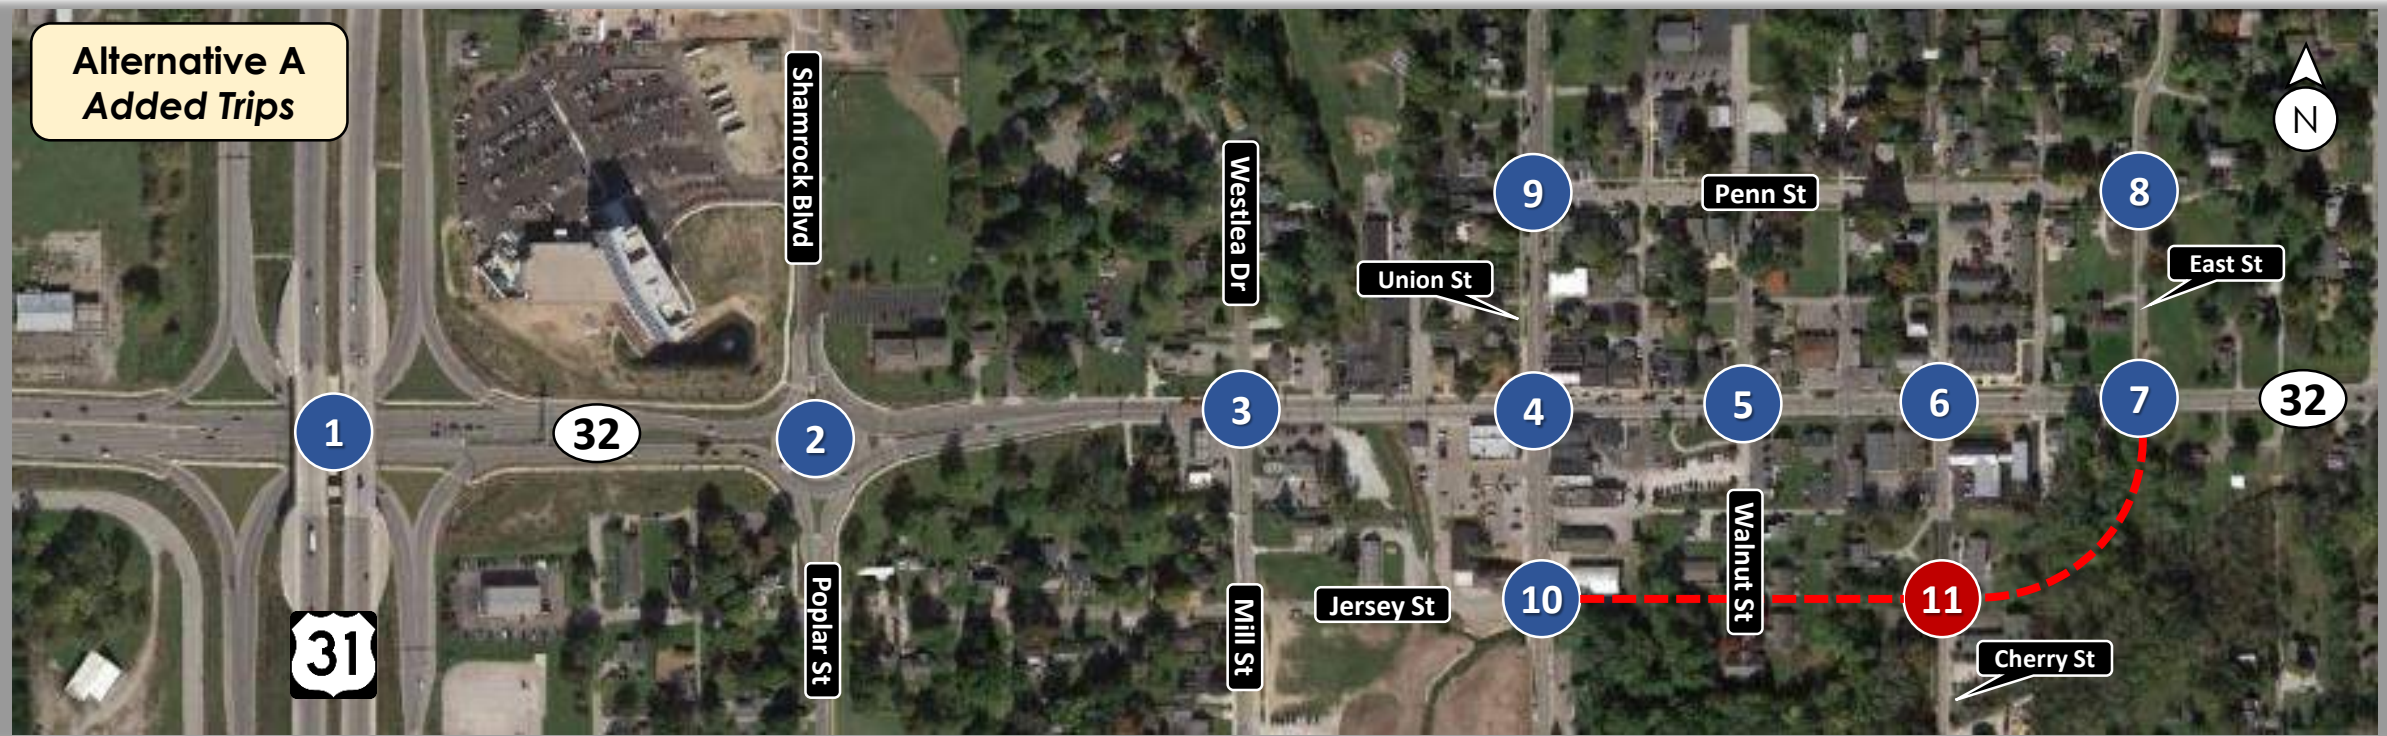 Alternative A
Added Trips
Shamrock Blvd
Westlea Dr
N
9
Penn St
8
Union St
East St
1
32
2
3
4
5
6
7
32
Walnut St
31
Poplar St
Mill St
Jersey St
10
11
Cherry St